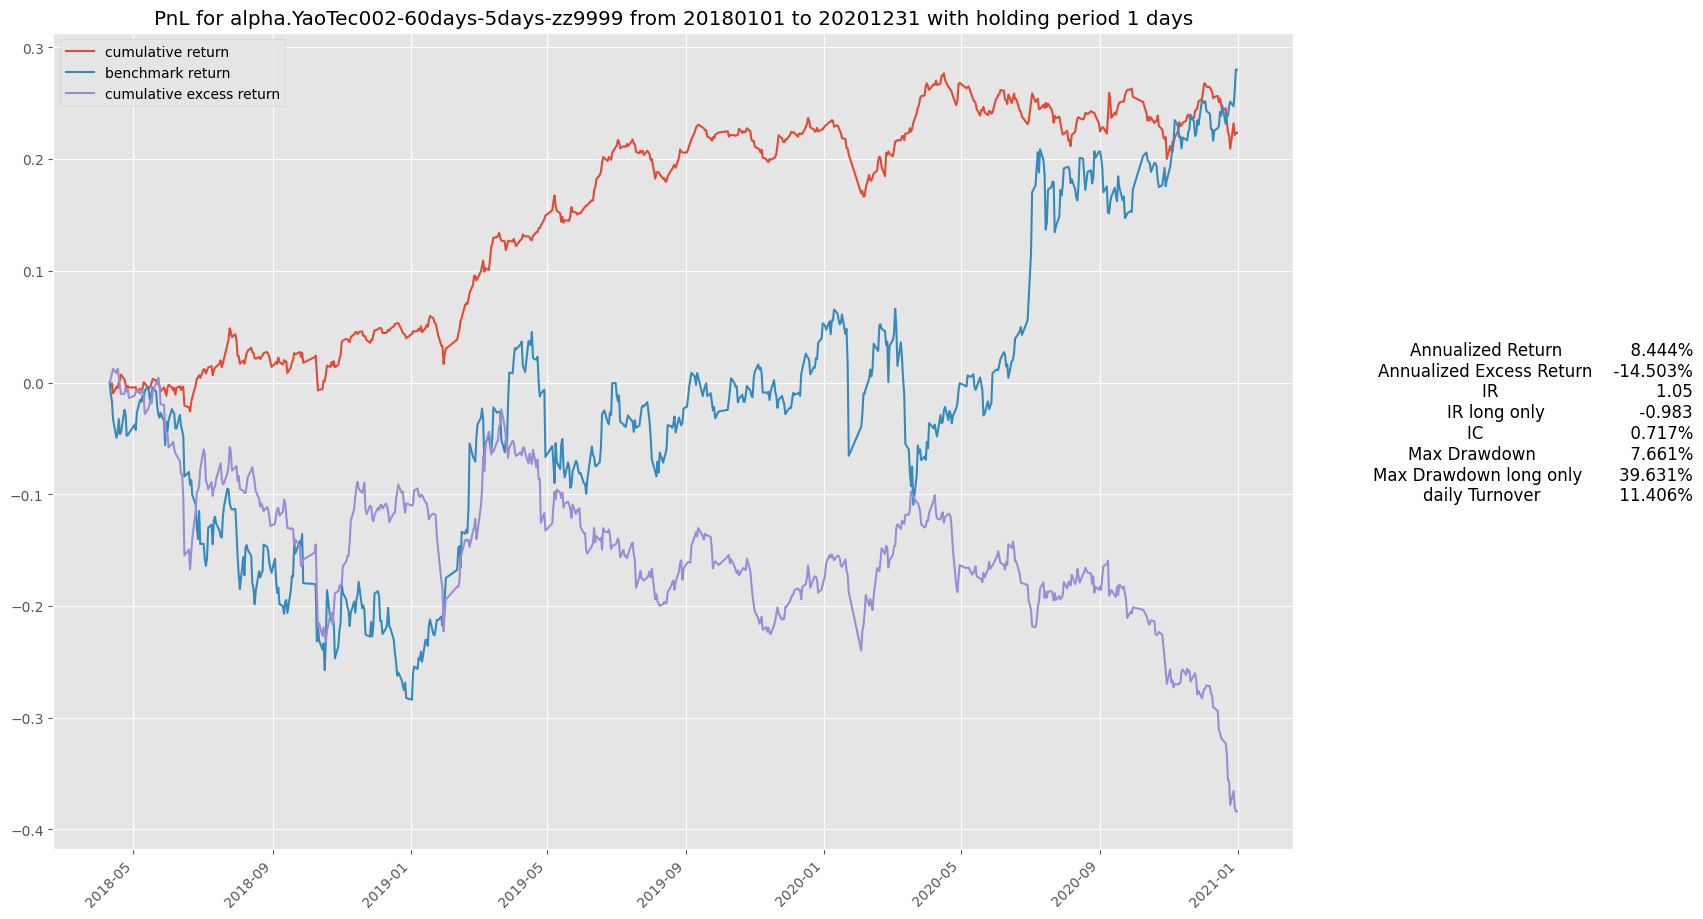 PnL for alpha.YaoTec002-60days-5days-zz9999 from 20180101 to 20201231 with holding period 1 days
cumulative return
benchmark return
cumulative excess return
0.3
0.2
0.1
0.0
−0.1
−0.2
−0.3
−0.4
2018-05
2018-09
2019-01
2019-05
2019-09
2020-01
2020-05
2020-09
2021-01
Annualized Return 8.444%
Annualized Excess Return -14.503%
IR 1.05
IR long only -0.983
IC 0.717%
Max Drawdown 7.661%
Max Drawdown long only 39.631%
daily Turnover 11.406%